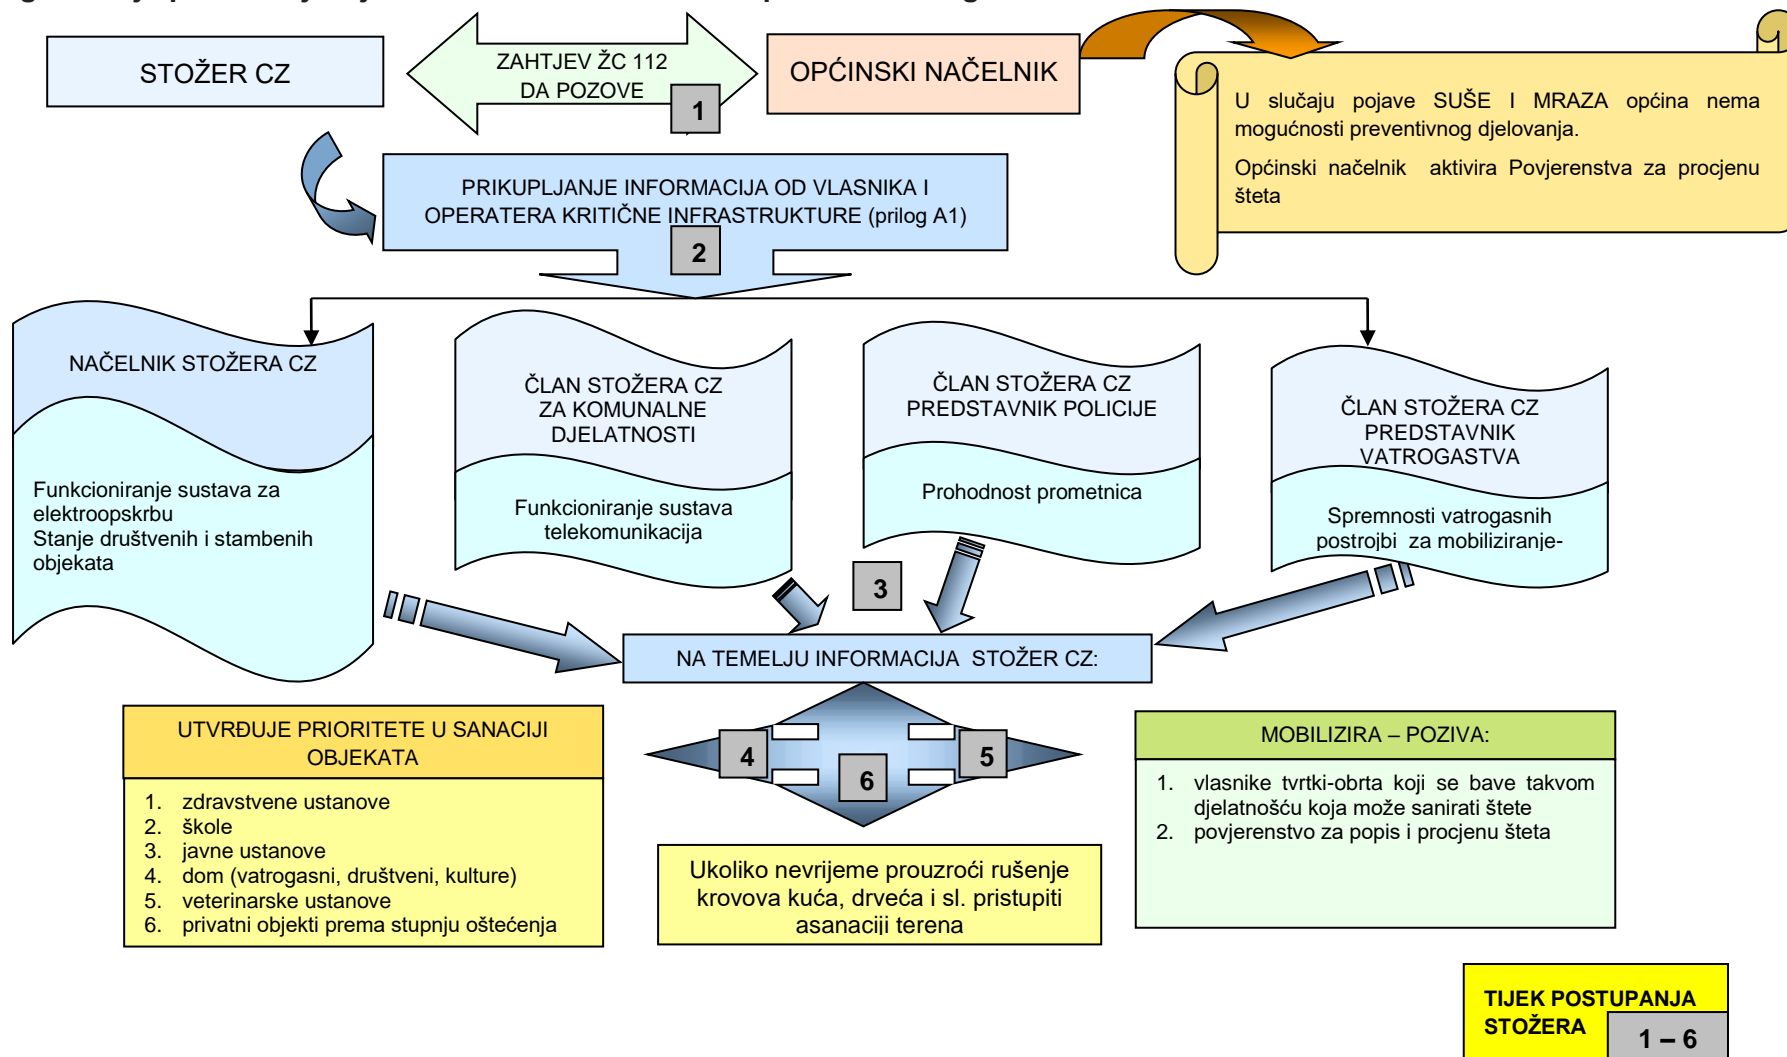 STOŽER CZ
ZAHTJEV ŽC 112
DA POZOVE
1
OPĆINSKI NAČELNIK
U slučaju pojave SUŠE I MRAZA općina nema
mogućnosti preventivnog djelovanja.
Općinski načelnik aktivira Povjerenstva za procjenu
šteta
PRIKUPLJANJE INFORMACIJA OD VLASNIKA I
OPERATERA KRITIČNE INFRASTRUKTURE (prilog A1)
2
NAČELNIK STOŽERA CZ
Funkcioniranje sustava za
elektroopskrbu
Stanje društvenih i stambenih
objekata
ČLAN STOŽERA CZ
ZA KOMUNALNE
DJELATNOSTI
Funkcioniranje sustava
telekomunikacija
ČLAN STOŽERA CZ
PREDSTAVNIK POLICIJE
Prohodnost prometnica
ČLAN STOŽERA CZ
PREDSTAVNIK
VATROGASTVA
Spremnosti vatrogasnih
postrojbi za mobiliziranje-
3
NA TEMELJU INFORMACIJA STOŽER CZ:
UTVRĐUJE PRIORITETE U SANACIJI
OBJEKATA
1. zdravstvene ustanove
2. škole
3. javne ustanove
4. dom (vatrogasni, društveni, kulture)
5. veterinarske ustanove
6. privatni objekti prema stupnju oštećenja
4
5
6
Ukoliko nevrijeme prouzroći rušenje
krovova kuća, drveća i sl. pristupiti
asanaciji terena
MOBILIZIRA – POZIVA:
1. vlasnike tvrtki-obrta koji se bave takvom
djelatnošću koja može sanirati štete
2. povjerenstvo za popis i procjenu šteta
TIJEK POSTUPANJA
STOŽERA
1 – 6